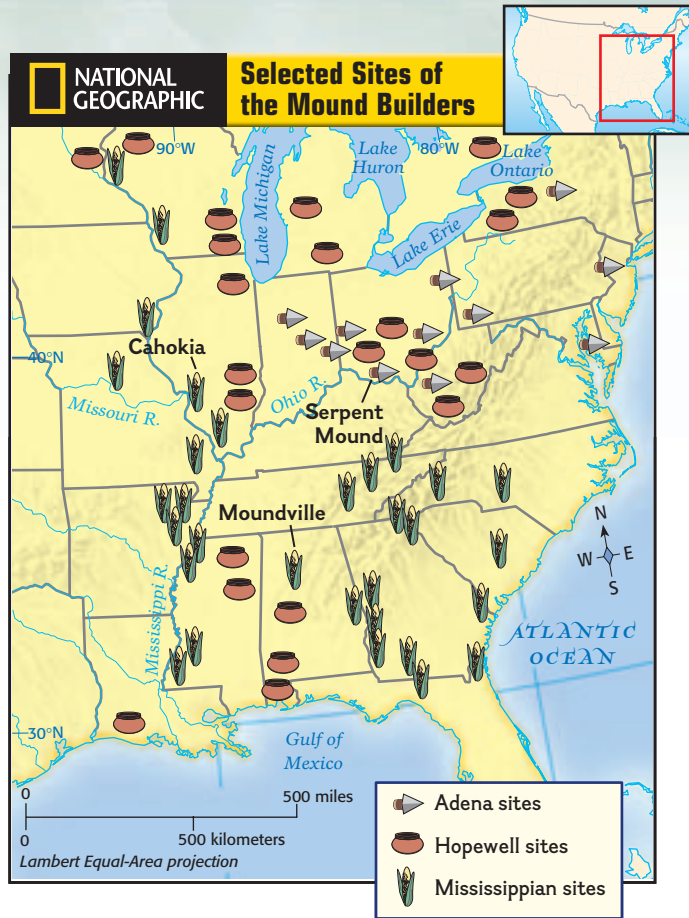 NATIONAL
GEOGRAPHIC
Selected Sites of
the Mound Builders
90°W
Lake Michigan
Lake
Huron
80°W
Lake
Ontario
Lake Erie
Cahokia
40°N
Missouri R.
Ohio R.
Serpent
Mound
Moundville
Mississippi R.
N
W
E
S
ATLANTIC
OCEAN
30°N
Gulf of
Mexico
0
500 miles
0
500 kilometers
Lambert Equal-Area projection
Adena sites
Hopewell sites
Mississippian sites